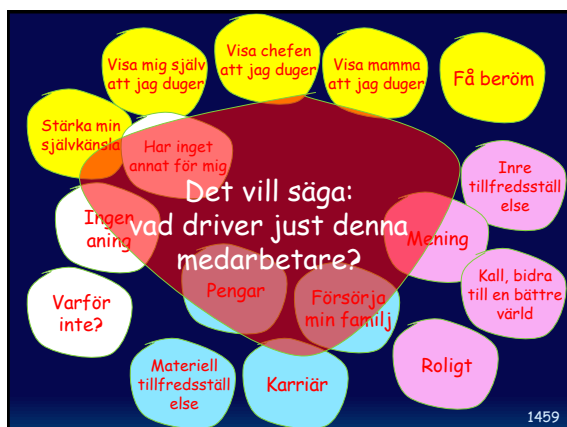 Visa mig själv
att jag duger
Visa chefen
att jag duger
Visa mamma
att jag duger
Få beröm
Stärka min
självkänsla
Har inget
annat för mig
Inre
tillfredsställ
else
Det vill säga:
vad driver just denna
medarbetare?
Ingen
aning
Mening
Pengar
Försörja
min familj
Kall, bidra
till en bättre
värld
Varför
inte?
Materiell
tillfredsställ
else
Karriär
Roligt
1459